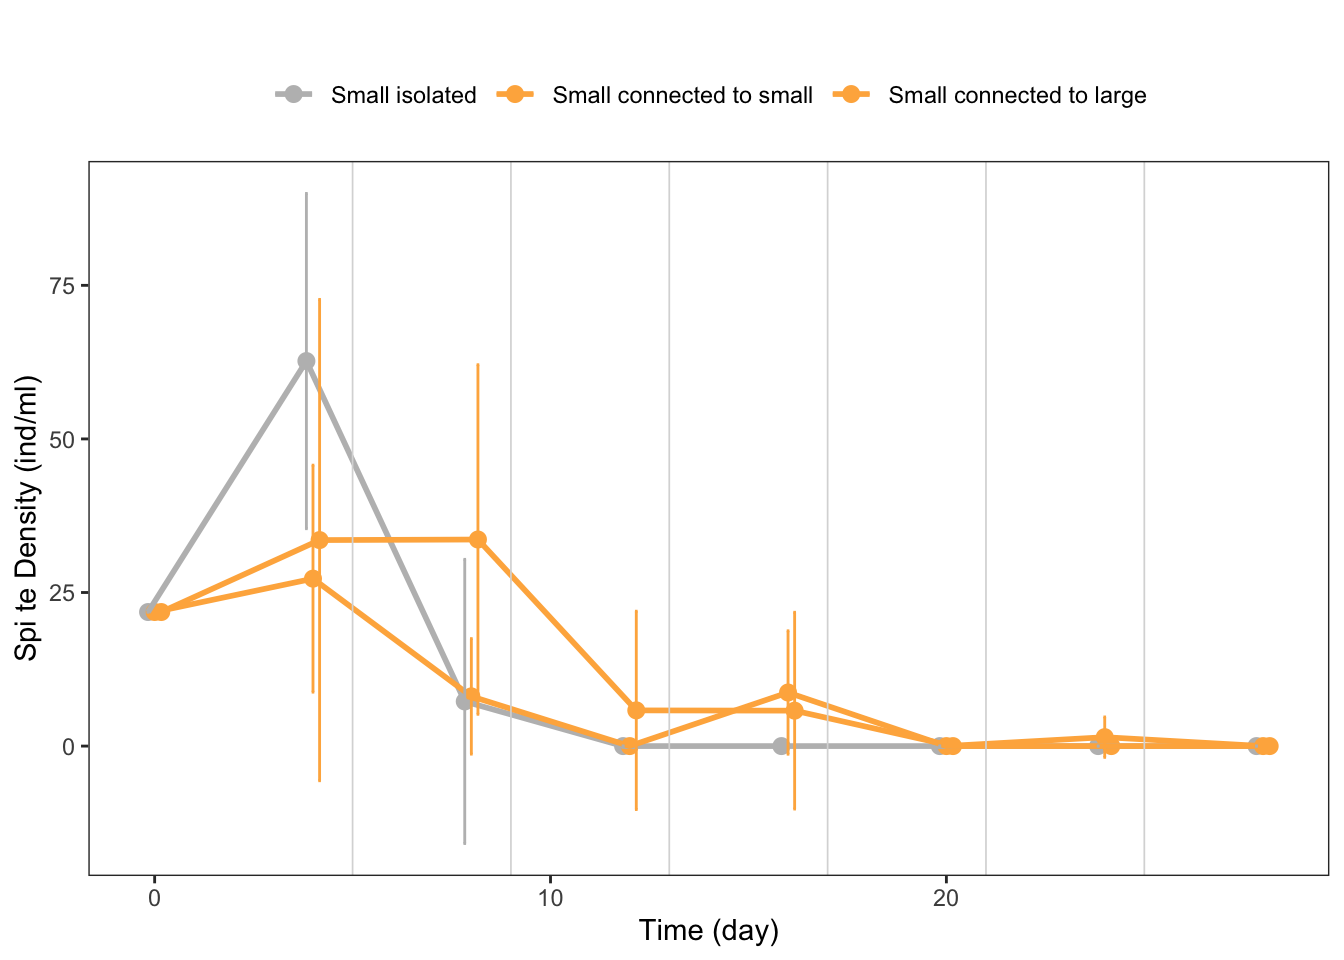 Small isolated Small connected to small Small connected to large
75
50
25
0
Spi te Density (ind/ml)
0 10 20
Time (day)